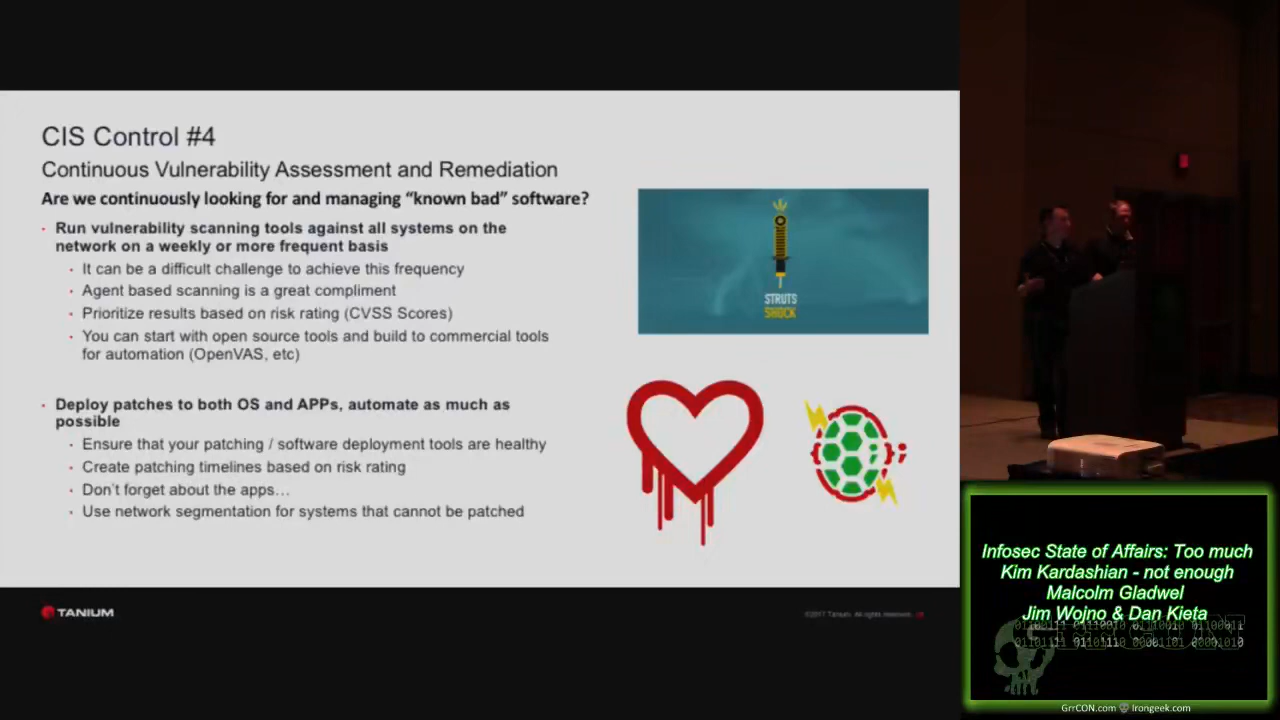 CIS Control #4
Continuous Vulnerability Assessment and Remediation
Are we continuously looking for and managing “known bad” software?
• Run vulnerability scanning tools against all systems on the
network on a weekly or more frequent basis
• It can be a difficult challenge to achieve this frequency
• Agent based scanning is a great compliment
• Prioritize results based on risk rating (CVSS Scores)
• You can start with open source tools and build to commercial tools
for automation (OpenVAS, etc)
• Deploy patches to both OS and APPs, automate as much as
possible
• Ensure that your patching / software deployment tools are healthy
• Create patching timelines based on risk rating
• Don’t forget about the apps…
• Use network segmentation for systems that cannot be patched
STRUTS
SHOCK
TANIUM
©2017 Tanium. All rights reserved.
Infosec State of Affairs: Too much
Kim Kardashian - not enough
Malcolm Gladwel
Jim Wojno & Dan Kieta
GrrCON
GrrCON.com Irongeek.com